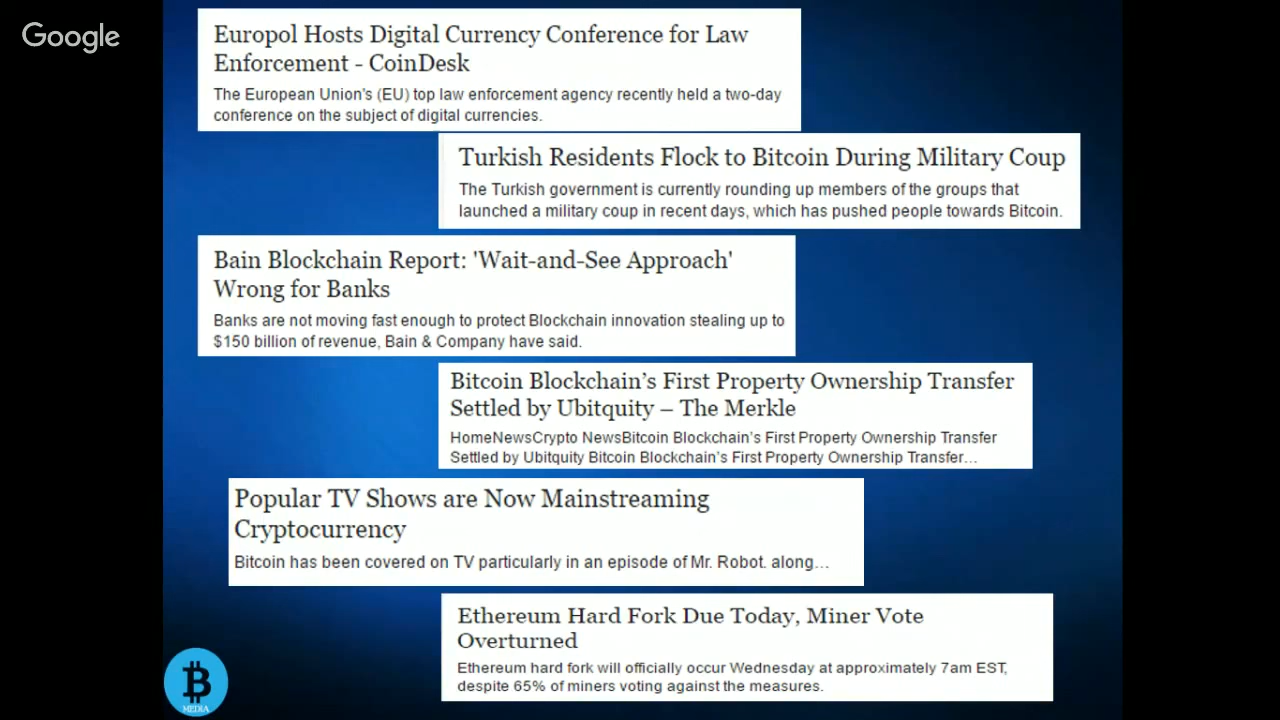 Google
Europol Hosts Digital Currency Conference for Law
Enforcement - CoinDesk
The European Union's (EU) top law enforcement agency recently held a two-day
conference on the subject of digital currencies.
Turkish Residents Flock to Bitcoin During Military Coup
The Turkish government is currently rounding up members of the groups that
launched a military coup in recent days, which has pushed people towards Bitcoin.
Bain Blockchain Report: 'Wait-and-See Approach'
Wrong for Banks
Banks are not moving fast enough to protect Blockchain innovation stealing up to
$150 billion of revenue, Bain & Company have said.
Bitcoin Blockchain's First Property Ownership Transfer
Settled by Ubitquity – The Merkle
HomeNewsCrypto NewsBitcoin Blockchain's First Property Ownership Transfer
Settled by Ubitquity Bitcoin Blockchain's First Property Ownership Transfer...
Popular TV Shows are Now Mainstreaming
Cryptocurrency
Bitcoin has been covered on TV particularly in an episode of Mr. Robot. along...
Ethereum Hard Fork Due Today, Miner Vote
Overturned
Ethereum hard fork will officially occur Wednesday at approximately 7am EST,
despite 65% of miners voting against the measures.
MEDIA